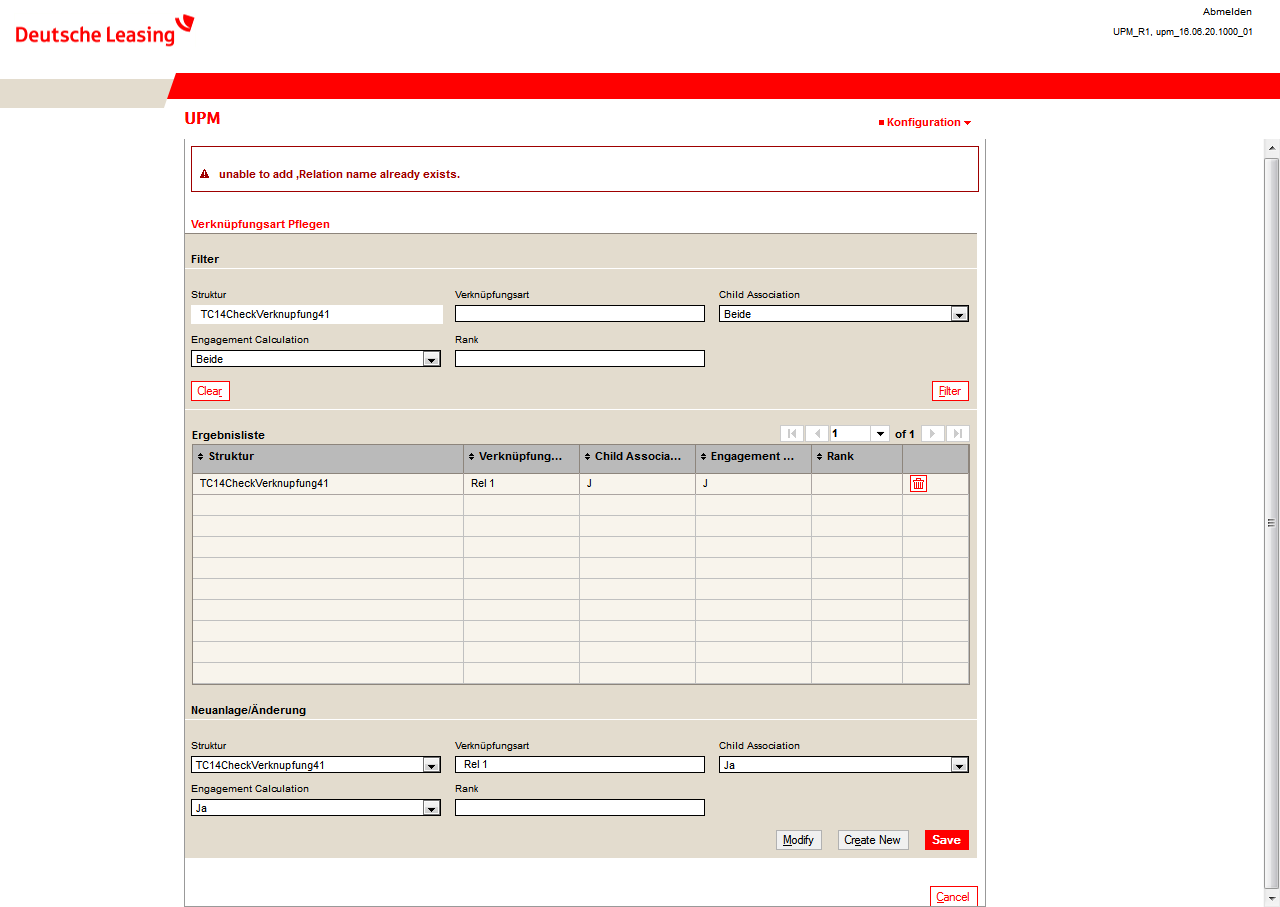 Deutsche Leasing
Abmelden
UPM_R1, upm_16.06.20.1000_01
UPM
Konfiguration
unable to add ,Relation name already exists.
Verknüpfungsart Pflegen
Filter
Struktur Verknüpfungsart Child Association
TC14CheckVerknupfung41 Beide
Engagement Calculation Rank
Beide
Clear Filter
Ergebnisliste 1 of 1
Struktur Verknüpfung... Child Associa... Engagement ... Rank
TC14CheckVerknupfung41 Rel 1 J J
Neuanlage/Änderung
Struktur Verknüpfungsart Child Association
TC14CheckVerknupfung41 Rel 1 Ja
Engagement Calculation Rank
Ja
Modify Create New Save
Cancel